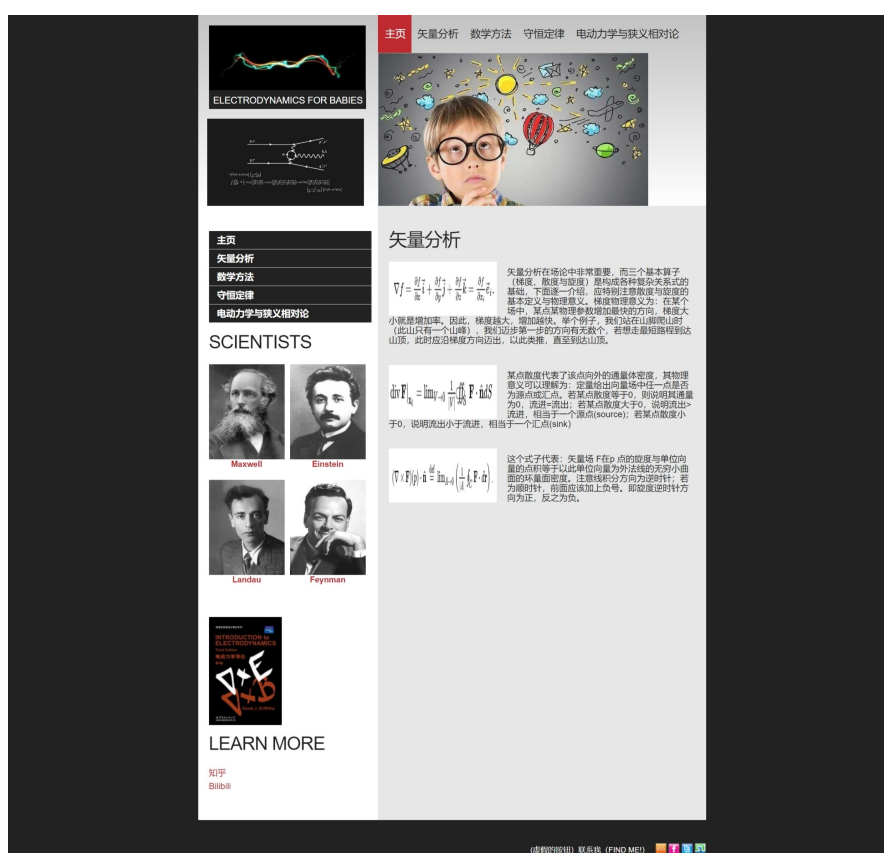 主页 矢量分析 数学方法 守恒定律 电动力学与狭义相对论
ELECTRODYNAMICS FOR BABIES
主页
矢量分析
数学方法
守恒定律
电动力学与狭义相对论
SCIENTISTS
Maxwell Einstein
Landau Feynman
INTRODUCTION to
ELECTRODYNAMICS
电动力学导论
∇×E
∇×B
David J. Griffiths
LEARN MORE
知乎
Bilibili
矢量分析
∇f = ∂f/∂x i⃗ + ∂f/∂y j⃗ + ∂f/∂z k⃗ = ∂f/∂xᵢ e⃗ᵢ.
矢量分析在场论中非常重要，而三个基本算子
（梯度、散度与旋度）是构成各种复杂关系式的
基础，下面逐一介绍，应特别注意散度与旋度的
基本定义与物理意义。梯度物理意义为：在某个
场中，某点某物理参数增加最快的方向，梯度大
小就是增加率。因此，梯度越大，增加越快。举个例子，我们站在山脚爬山时
（此山只有一个山峰），我们迈步第一步的方向有无数个，若想走最短路程到达
山顶，此时应沿梯度方向迈出，以此类推，直至到达山顶。
div F|x₀ = lim V→0 1/|V| ∯S F · n̂ dS
某点散度代表了该点向外的通量体密度，其物理
意义可以理解为：定量给出向量场中任一点是否
为源点或汇点。若某点散度等于0，则说明其通量
为0，流进=流出；若某点散度大于0，说明流出>
流进，相当于一个源点(source)；若某点散度小
于0，说明流出小于流进，相当于一个汇点(sink)
(∇ × F)(p) · n̂ def= lim A→0 (1/|A| ∮C F · dr).
这个式子代表：矢量场 F在p 点的旋度与单位向
量的点积等于以此单位向量为外法线的无穷小曲
面的环量面密度。注意线积分方向为逆时针；若
为顺时针，前面应该加上负号。即旋度逆时针方
向为正，反之为负。
(虚假的按钮）联系我（FIND ME!)